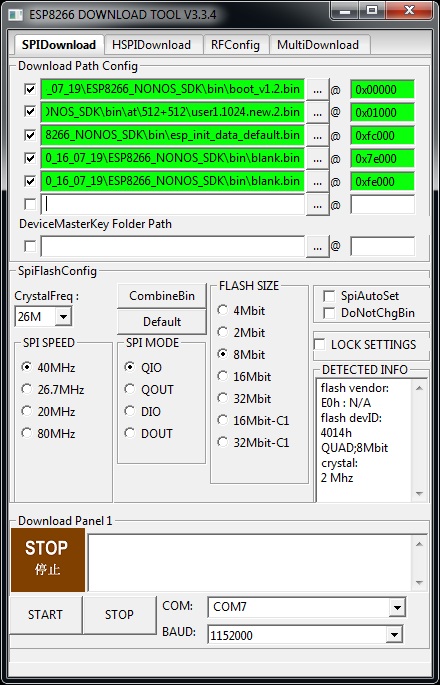 ESP8266 DOWNLOAD TOOL V3.3.4
SPIDownload HSPIDownload RFConfig MultiDownload
Download Path Config
_07_19\ESP8266_NONOS_SDK\bin\boot_v1.2.bin ... @ 0x00000
ONOS_SDK\bin\at\512+512\user1.1024.new.2.bin ... @ 0x01000
8266_NONOS_SDK\bin\esp_init_data_default.bin ... @ 0xfc000
0_16_07_19\ESP8266_NONOS_SDK\bin\blank.bin ... @ 0x7e000
0_16_07_19\ESP8266_NONOS_SDK\bin\blank.bin ... @ 0xfe000
... @
DeviceMasterKey Folder Path
... @
SpiFlashConfig
CrystalFreq :
26M
CombineBin
Default
SPI SPEED
40MHz
26.7MHz
20MHz
80MHz
SPI MODE
QIO
QOUT
DIO
DOUT
FLASH SIZE
4Mbit
2Mbit
8Mbit
16Mbit
32Mbit
16Mbit-C1
32Mbit-C1
SpiAutoSet
DoNotChgBin
LOCK SETTINGS
DETECTED INFO
flash vendor:
E0h : N/A
flash devID:
4014h
QUAD;8Mbit
crystal:
2 Mhz
Download Panel 1
STOP
停止
START STOP
COM: COM7
BAUD: 1152000